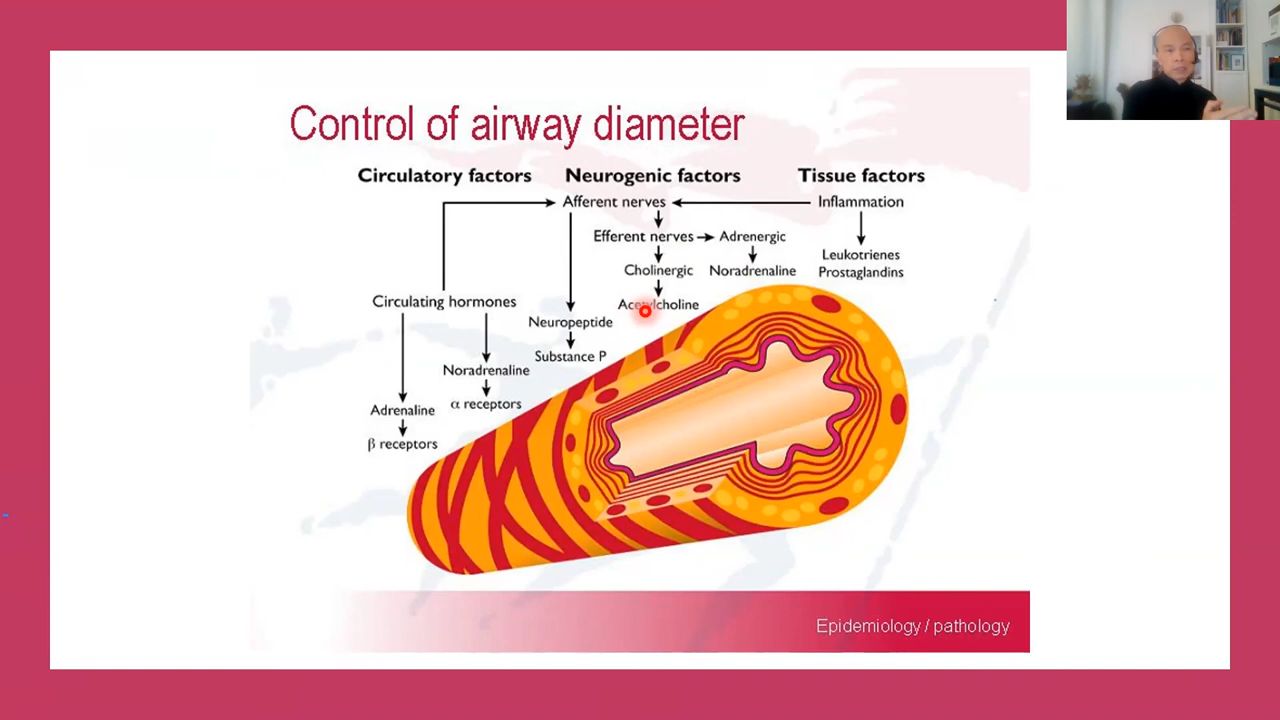 Control of airway diameter
Circulatory factors
Neurogenic factors
Tissue factors
Afferent nerves
Inflammation
Efferent nerves
Adrenergic
Leukotrienes
Prostaglandins
Cholinergic
Noradrenaline
Acetylcholine
Circulating hormones
Neuropeptide
Substance P
Noradrenaline
α receptors
Adrenaline
β receptors
Epidemiology / pathology